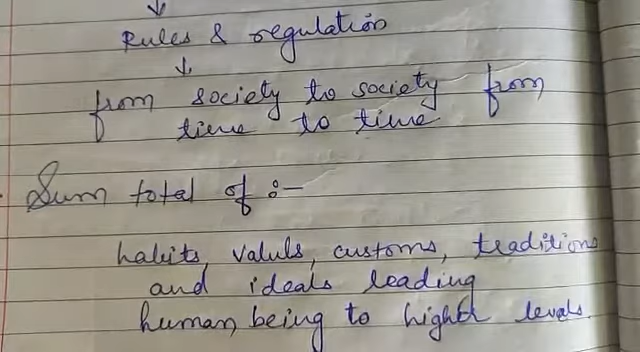 ↓
Rules & regulation
↓
from society to society from
time to time
Sum total of :-
habits, values, customs, traditions
and ideals leading
human being to higher levels.